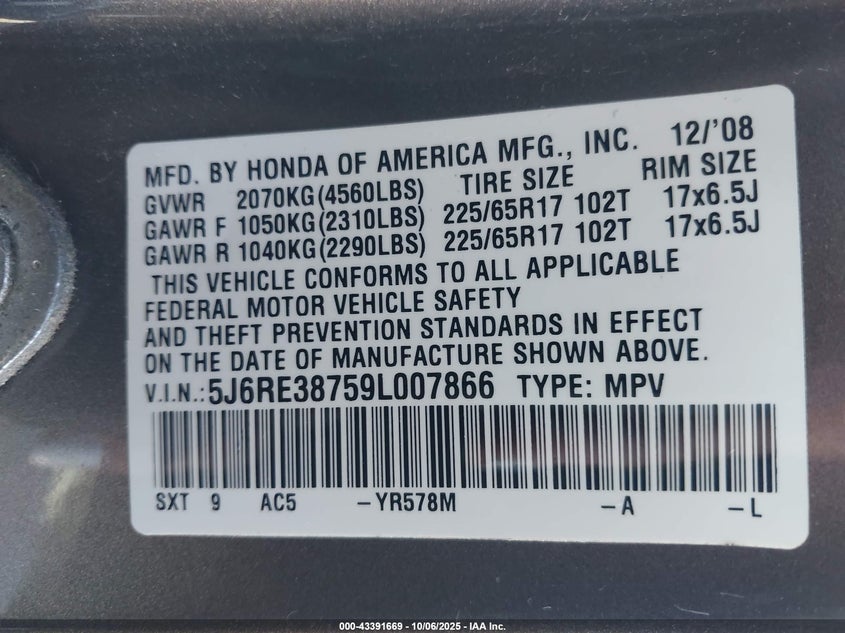 MFD. BY HONDA OF AMERICA MFG., INC. 12/'08
GVWR 2070KG(4560LBS) TIRE SIZE RIM SIZE
GAWR F 1050KG(2310LBS) 225/65R17 102T 17x6.5J
GAWR R 1040KG(2290LBS) 225/65R17 102T 17x6.5J
THIS VEHICLE CONFORMS TO ALL APPLICABLE
FEDERAL MOTOR VEHICLE SAFETY
AND THEFT PREVENTION STANDARDS IN EFFECT
ON THE DATE OF MANUFACTURE SHOWN ABOVE.
V.I.N.:5J6RE38759L007866 TYPE: MPV
SXT 9 AC5 -YR578M -A -L
000-43391669 - 10/06/2025 - IAA Inc.